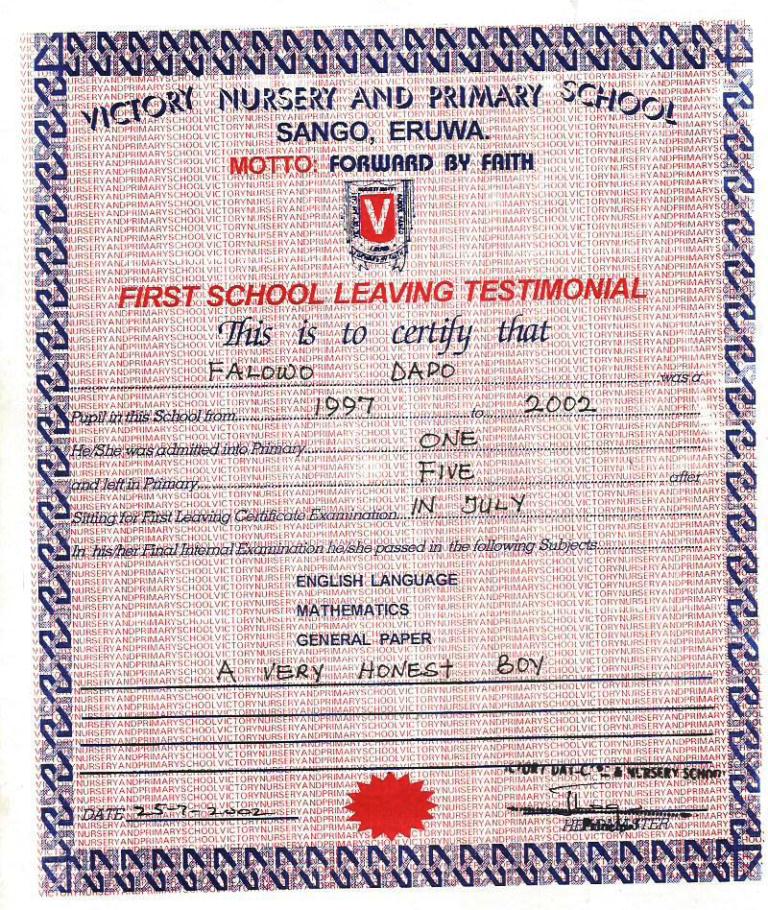 VICTORY NURSERY AND PRIMARY SCHOOL
SANGO, ERUWA.
MOTTO: FORWARD BY FAITH
V
FIRST SCHOOL LEAVING TESTIMONIAL
This is to certify that
FALOWO DAPO was a
Pupil in this School from 1997 to 2002
He/She was admitted into Primary ONE
and left in Primary FIVE after
Sitting for First Leaving Certificate Examination IN JULY
In his/her Final Internal Examination he/she passed in the following Subjects:
ENGLISH LANGUAGE
MATHEMATICS
GENERAL PAPER
A VERY HONEST BOY
& NURSERY SCHOOL
DATE 25-7-2002